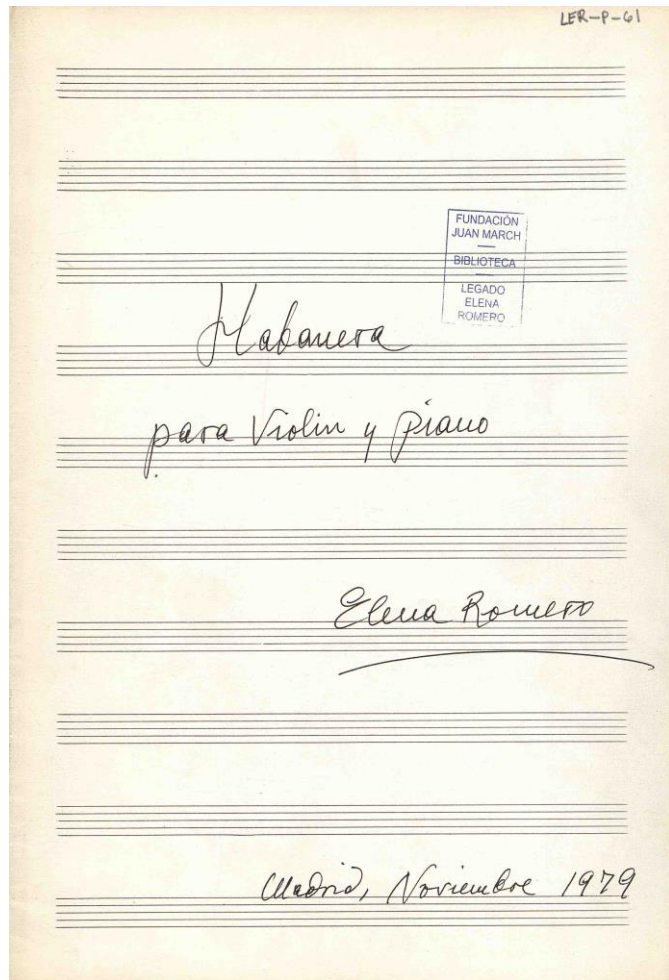 LER-P-61
FUNDACIÓN
JUAN MARCH
BIBLIOTECA
LEGADO
ELENA
ROMERO
Habanera
para Violin y piano
Elena Romero
Madrid, Noviembre 1979